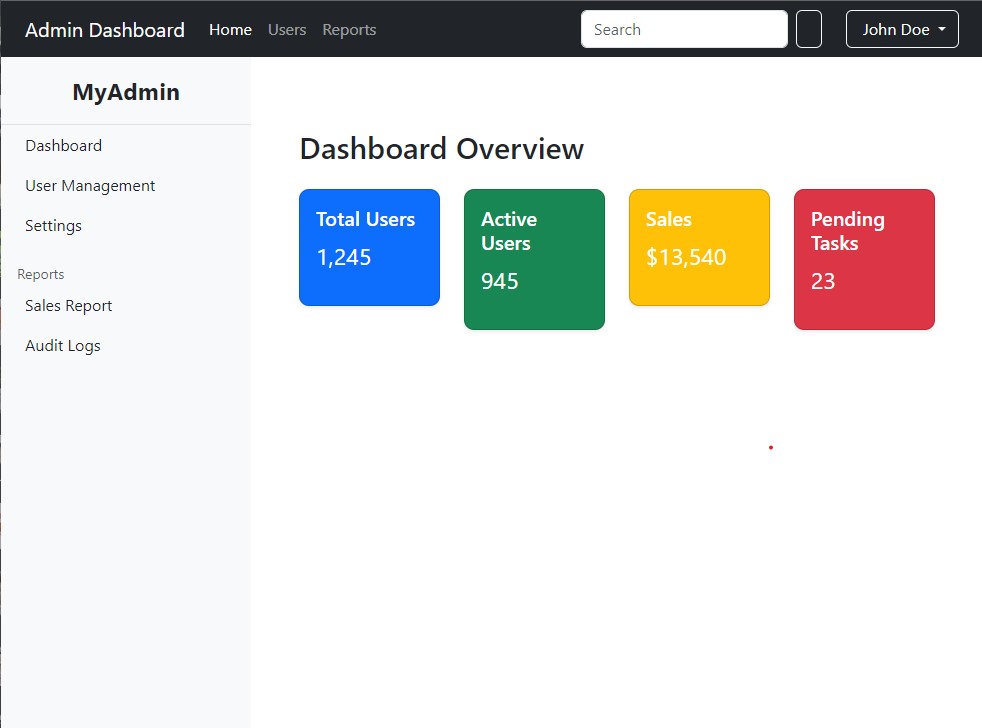 Admin Dashboard Home Users Reports Search John Doe
MyAdmin
Dashboard
User Management
Settings
Reports
Sales Report
Audit Logs
Dashboard Overview
Total Users
1,245
Active
Users
945
Sales
$13,540
Pending
Tasks
23